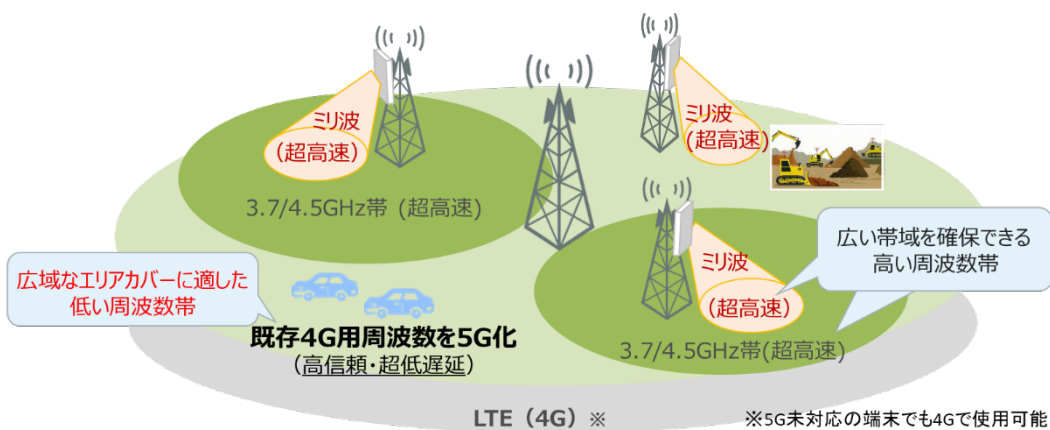 ミリ波
(超高速)
3.7/4.5GHz帯 (超高速)
ミリ波
(超高速)
広い帯域を確保できる
高い周波数帯
ミリ波
(超高速)
3.7/4.5GHz帯(超高速)
広域なエリアカバーに適した
低い周波数帯
既存4G用周波数を5G化
(高信頼・超低遅延)
LTE(4G)※
※5G未対応の端末でも4Gで使用可能